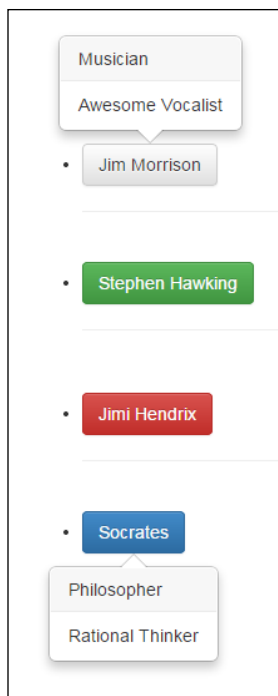 Musician
Awesome Vocalist
Jim Morrison
Stephen Hawking
Jimi Hendrix
Socrates
Philosopher
Rational Thinker